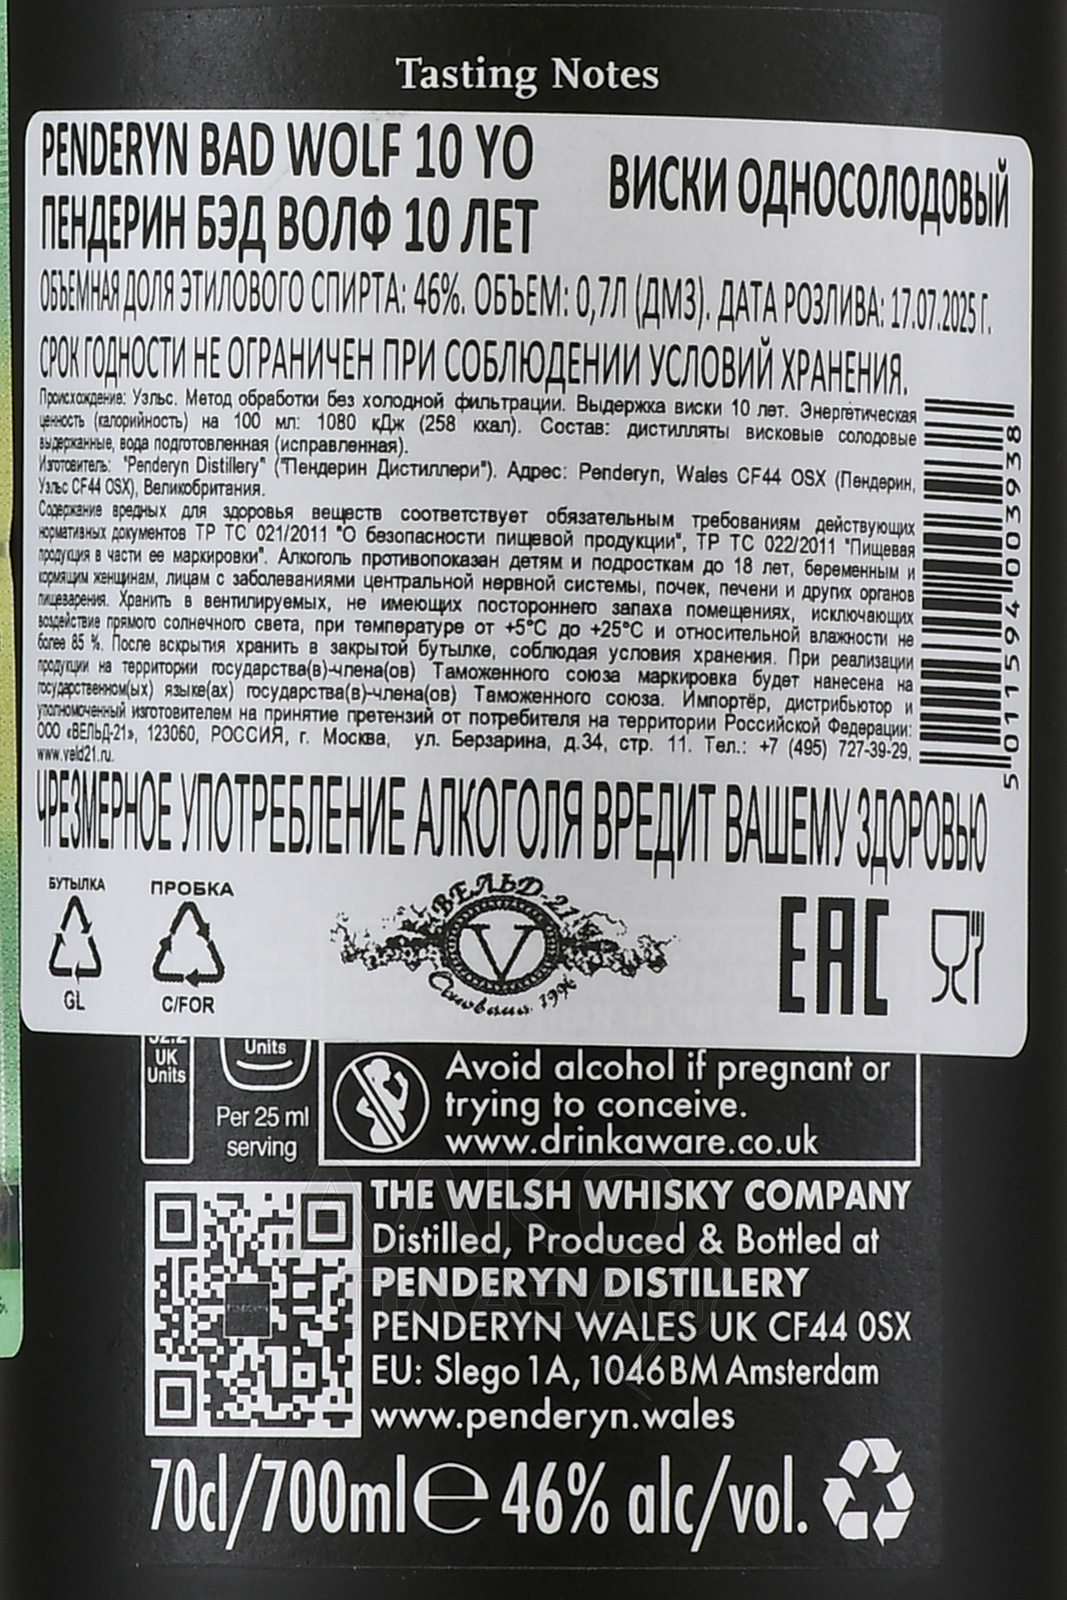 Tasting Notes
PENDERYN BAD WOLF 10 YO
ПЕНДЕРИН БЭД ВОЛФ 10 ЛЕТ
ВИСКИ ОДНОСОЛОДОВЫЙ
ОБЪЕМНАЯ ДОЛЯ ЭТИЛОВОГО СПИРТА: 46%. ОБЪЕМ: 0,7Л (ДМЗ). ДАТА РОЗЛИВА: 17.07.2025 Г.
СРОК ГОДНОСТИ НЕ ОГРАНИЧЕН ПРИ СОБЛЮДЕНИИ УСЛОВИЙ ХРАНЕНИЯ.
Происхождение: Уэльс. Метод обработки без холодной фильтрации. Выдержка виски 10 лет. Энергетическая
ценность (калорийность) на 100 мл: 1080 кДж (258 ккал). Состав: дистилляты висковые солодовые
выдержанные, вода подготовленная (исправленная).
Изготовитель: "Penderyn Distillery" ("Пендерин Дистиллери"). Адрес: Penderyn, Wales CF44 OSX (Пендерин,
Уэльс CF44 OSX), Великобритания.
Содержание вредных для здоровья веществ соответствует обязательным требованиям действующих
нормативных документов ТР ТС 021/2011 "О безопасности пищевой продукции", ТР ТС 022/2011 "Пищевая
продукция в части ее маркировки". Алкоголь противопоказан детям и подросткам до 18 лет, беременным и
кормящим женщинам, лицам с заболеваниями центральной нервной системы, почек, печени и других органов
пищеварения. Хранить в вентилируемых, не имеющих постороннего запаха помещениях, исключающих
воздействие прямого солнечного света, при температуре от +5°С до +25°С и относительной влажности не
более 85 %. После вскрытия хранить в закрытой бутылке, соблюдая условия хранения. При реализации
продукции на территории государства(в)-члена(ов) Таможенного союза маркировка будет нанесена на
государственном(ых) языке(ах) государства(в)-члена(ов) Таможенного союза. Импортёр, дистрибьютор и
уполномоченный изготовителем на принятие претензий от потребителя на территории Российской Федерации:
ООО «ВЕЛЬД-21», 123060, РОССИЯ, г. Москва, ул. Берзарина, д.34, стр. 11. Тел.: +7 (495) 727-39-29,
www.veld21.ru.
5 011594 003938
ЧРЕЗМЕРНОЕ УПОТРЕБЛЕНИЕ АЛКОГОЛЯ ВРЕДИТ ВАШЕМУ ЗДОРОВЬЮ
БУТЫЛКА
GL
ПРОБКА
C/FOR
ВЕЛЬД-21
V
Основано 1996
EAC
UK
Units
Units
Per 25 ml
serving
Avoid alcohol if pregnant or
trying to conceive.
www.drinkaware.co.uk
THE WELSH WHISKY COMPANY
Distilled, Produced & Bottled at
PENDERYN DISTILLERY
PENDERYN WALES UK CF44 0SX
EU: Slego 1A, 1046BM Amsterdam
www.penderyn.wales
PENDERYN
70cl/700ml e 46% alc/vol.